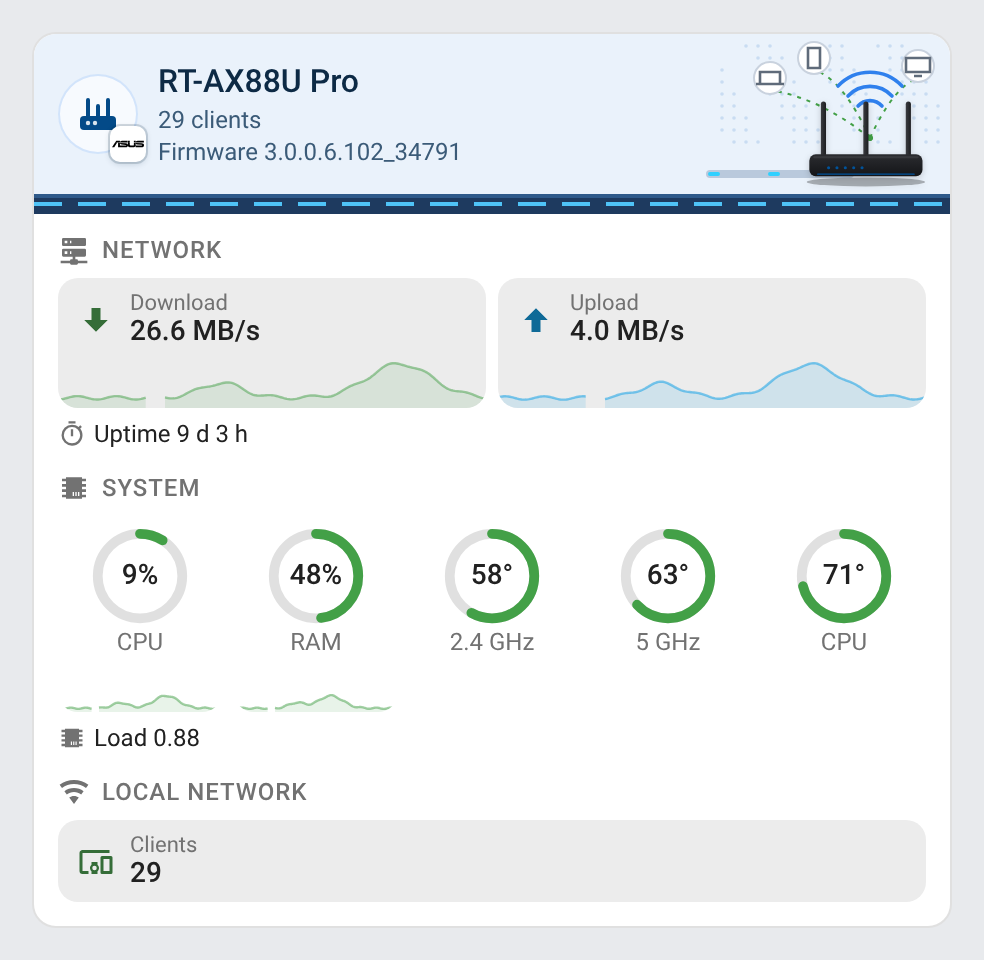 RT-AX88U Pro
29 clients
ASUS
Firmware 3.0.0.6.102_34791
NETWORK
Download
26.6 MB/s
Upload
4.0 MB/s
Uptime 9 d 3 h
SYSTEM
9%
48%
58°
63°
71°
CPU
RAM
2.4 GHz
5 GHz
CPU
Load 0.88
LOCAL NETWORK
Clients
29